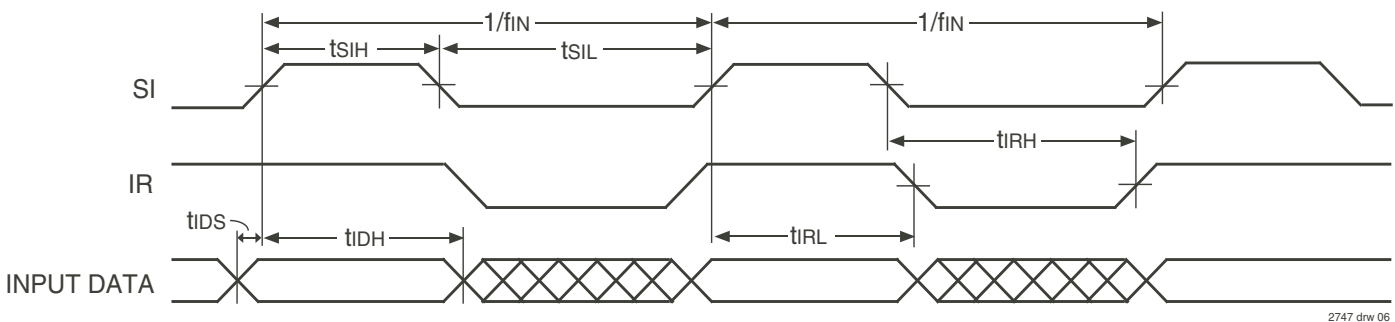 1/fIN
1/fIN
tSIH
tSIL
SI
tIRH
IR
tIDS
tIDH
tIRL
INPUT DATA
2747 drw 06